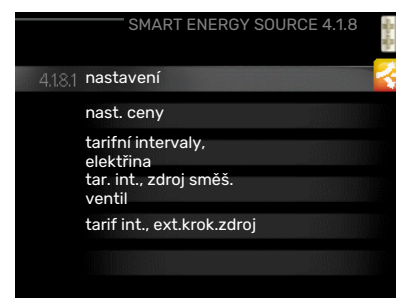 SMART ENERGY SOURCE 4.1.8
4.1.8.1 nastavení
nast. ceny
tarifní intervaly,
elektřina
tar. int., zdroj směš.
ventil
tarif int., ext.krok.zdroj